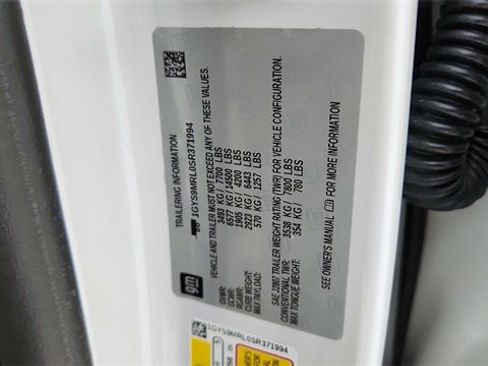 TRAILERING INFORMATION
1GYS9MRL0SR371994
VEHICLE AND TRAILER MUST NOT EXCEED ANY OF THESE VALUES.
GVWR: 3493 KG / 7700 LBS
GCWR: 6577 KG / 14500 LBS
RGAWR: 1905 KG / 4200 LBS
CURB WEIGHT: 2923 KG / 6443 LBS
MAX PAYLOAD: 570 KG / 1257 LBS
SAE J2807 TRAILER WEIGHT RATING (TWR) FOR VEHICLE CONFIGURATION.
CONVENTIONAL TWR: 3538 KG / 7800 LBS
MAX TONGUE WEIGHT: 354 KG / 780 LBS
SEE OWNER'S MANUAL FOR MORE INFORMATION
gm
1GYS9MRL0SR371994
OWNER'S
MANUAL
FOR